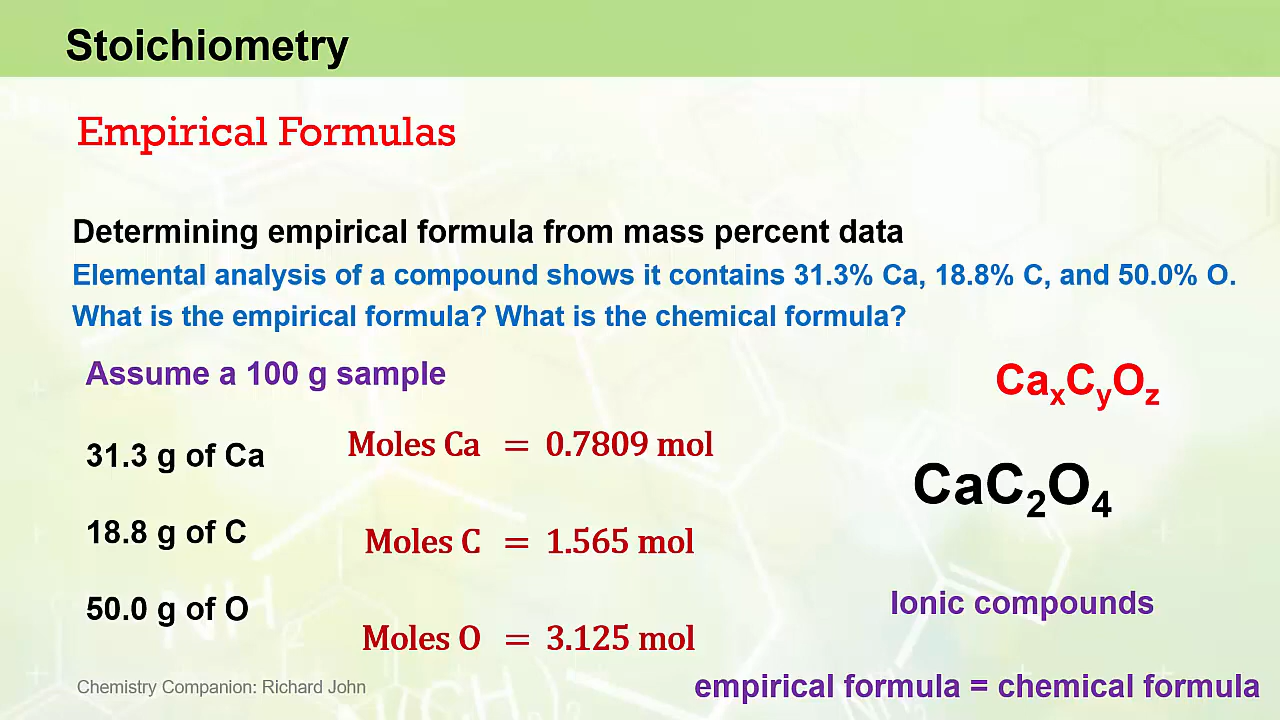 Stoichiometry
Empirical Formulas
Determining empirical formula from mass percent data
Elemental analysis of a compound shows it contains 31.3% Ca, 18.8% C, and 50.0% O.
What is the empirical formula? What is the chemical formula?
Assume a 100 g sample
CaₓCᵧO_z
31.3 g of Ca
Moles Ca = 0.7809 mol
CaC₂O₄
18.8 g of C
Moles C = 1.565 mol
50.0 g of O
Moles O = 3.125 mol
Ionic compounds
empirical formula = chemical formula
Chemistry Companion: Richard John